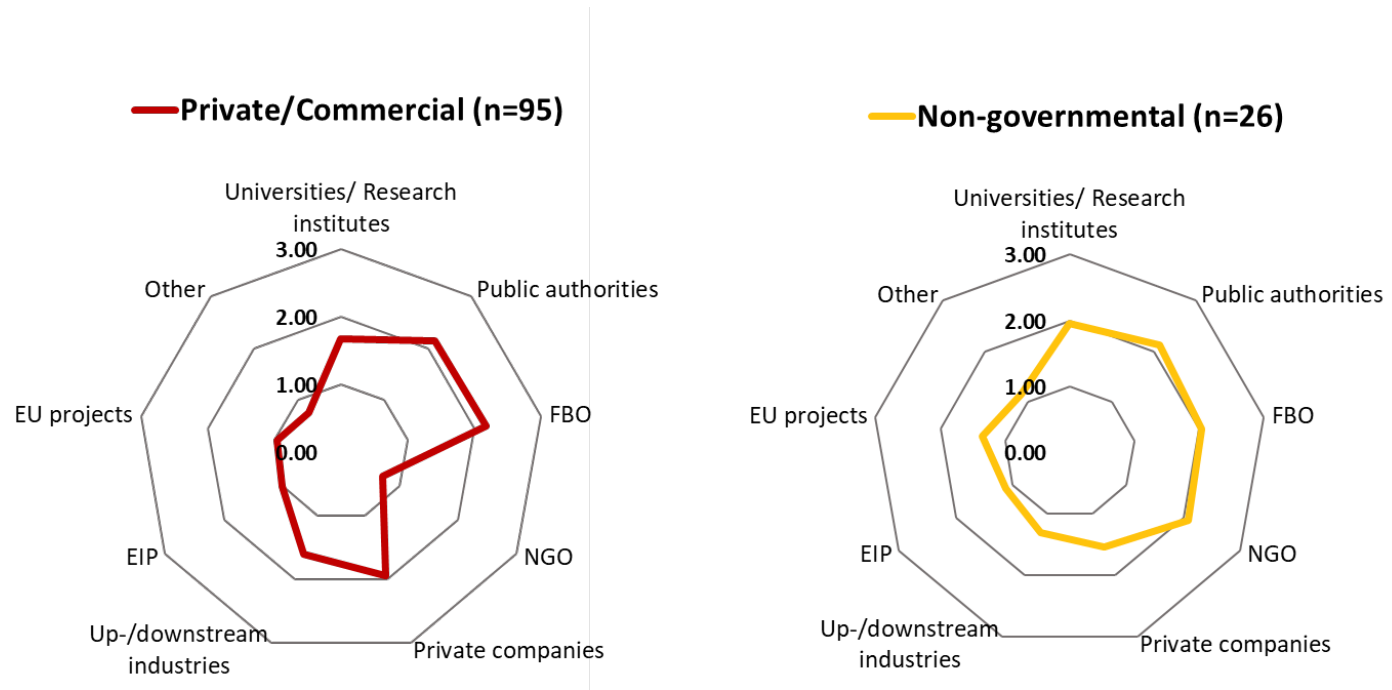 Private/Commercial (n=95)
Universities/ Research
institutes
3.00
Other
Public authorities
2.00
1.00
EU projects
FBO
0.00
EIP
NGO
Up-/downstream
industries
Private companies
Non-governmental (n=26)
Universities/ Research
institutes
3.00
Other
Public authorities
2.00
1.00
EU projects
FBO
0.00
EIP
NGO
Up-/downstream
industries
Private companies